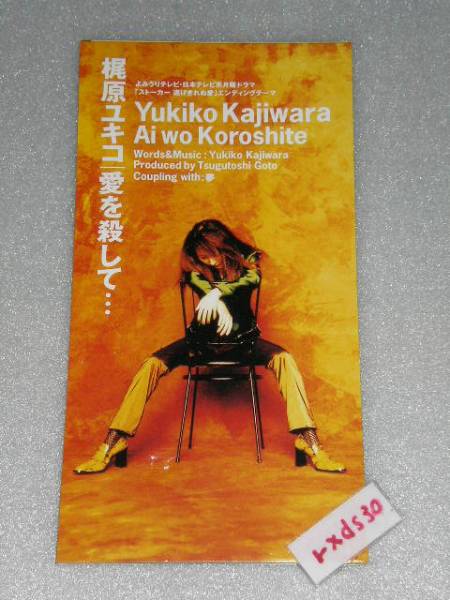 梶原ユキコ 愛を殺して…
よみうりテレビ・日本テレビ系月曜ドラマ
「ストーカー 逃げきれぬ愛」エンディングテーマ
Yukiko Kajiwara
Ai wo Koroshite
Words&Music : Yukiko Kajiwara
Produced by Tsugutoshi Goto
Coupling with:夢
rxds30